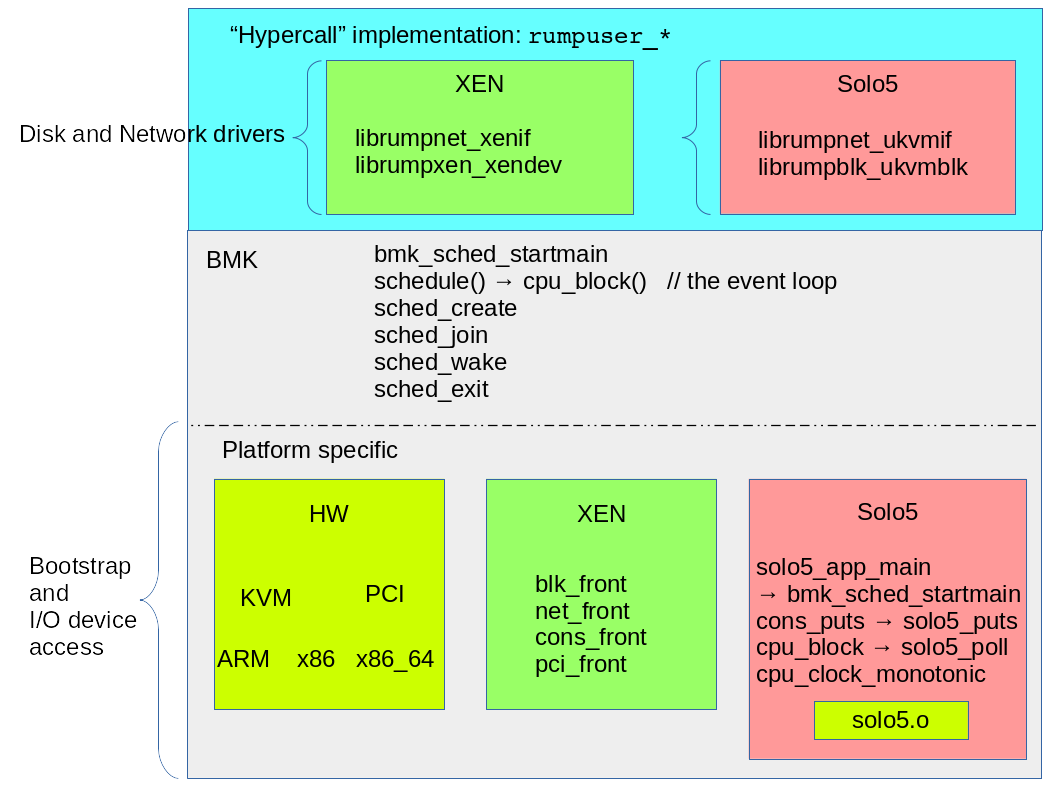 “Hypercall” implementation: rumpuser_*
Disk and Network drivers
XEN
librumpnet_xenif
librumpxen_xendev
Solo5
librumpnet_ukvmif
librumpblk_ukvmblk
BMK
bmk_sched_startmain
schedule() → cpu_block() // the event loop
sched_create
sched_join
sched_wake
sched_exit
Platform specific
Bootstrap
and
I/O device
access
HW
KVM PCI
ARM x86 x86_64
XEN
blk_front
net_front
cons_front
pci_front
Solo5
solo5_app_main
→ bmk_sched_startmain
cons_puts → solo5_puts
cpu_block → solo5_poll
cpu_clock_monotonic
solo5.o